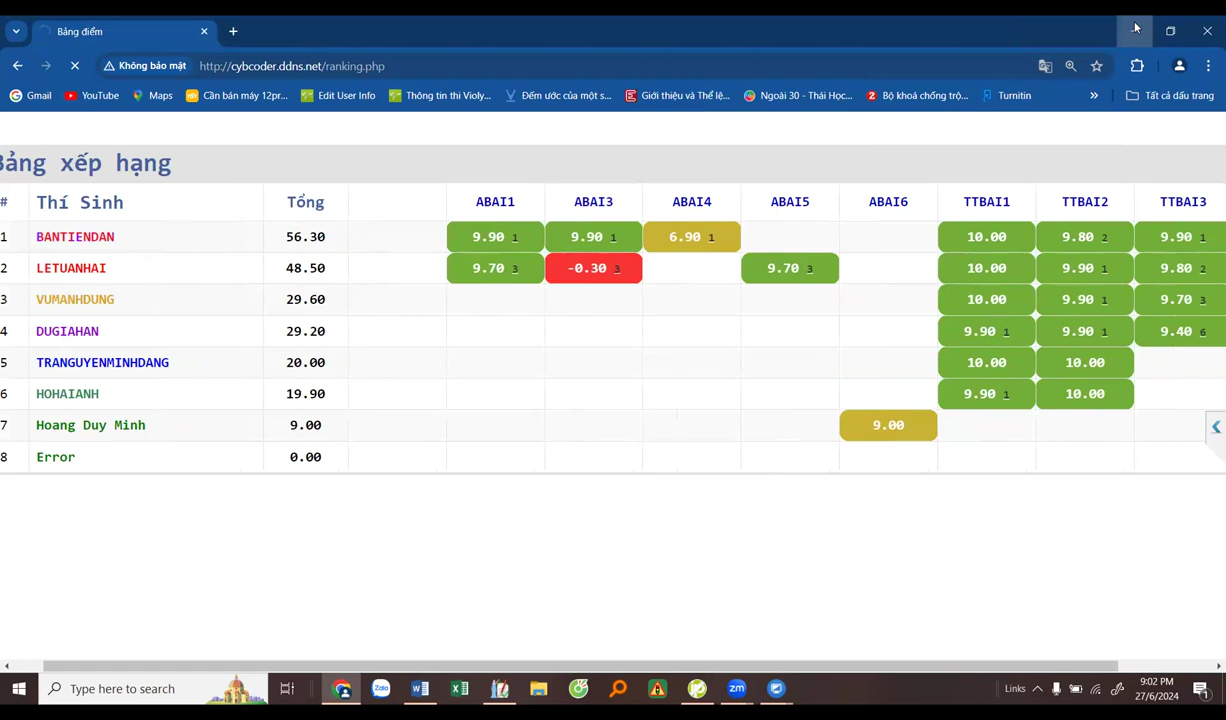 Bảng điểm
Không bảo mật
http://cybcoder.ddns.net/ranking.php
Gmail
YouTube
Maps
Cần bán máy 12pr...
Edit User Info
Thông tin thi Violy...
Đếm ước của một s...
Giới thiệu và Thể lệ...
Ngoài 30 - Thái Học...
Bộ khoá chống trộ...
Turnitin
Tất cả dấu trang
Bảng xếp hạng
# Thí Sinh Tổng ABAI1 ABAI3 ABAI4 ABAI5 ABAI6 TTBAI1 TTBAI2 TTBAI3
1 BANTIENDAN 56.30 9.90 1 9.90 1 6.90 1 10.00 9.80 2 9.90 1
2 LETUANHAI 48.50 9.70 3 -0.30 3 9.70 3 10.00 9.90 1 9.80 2
3 VUMANHDUNG 29.60 10.00 9.90 1 9.70 3
4 DUGIAHAN 29.20 9.90 1 9.90 1 9.40 6
5 TRANGUYENMINHDANG 20.00 10.00 10.00
6 HOHAIANH 19.90 9.90 1 10.00
7 Hoang Duy Minh 9.00 9.00
8 Error 0.00
Type here to search
Links
9:02 PM
27/6/2024